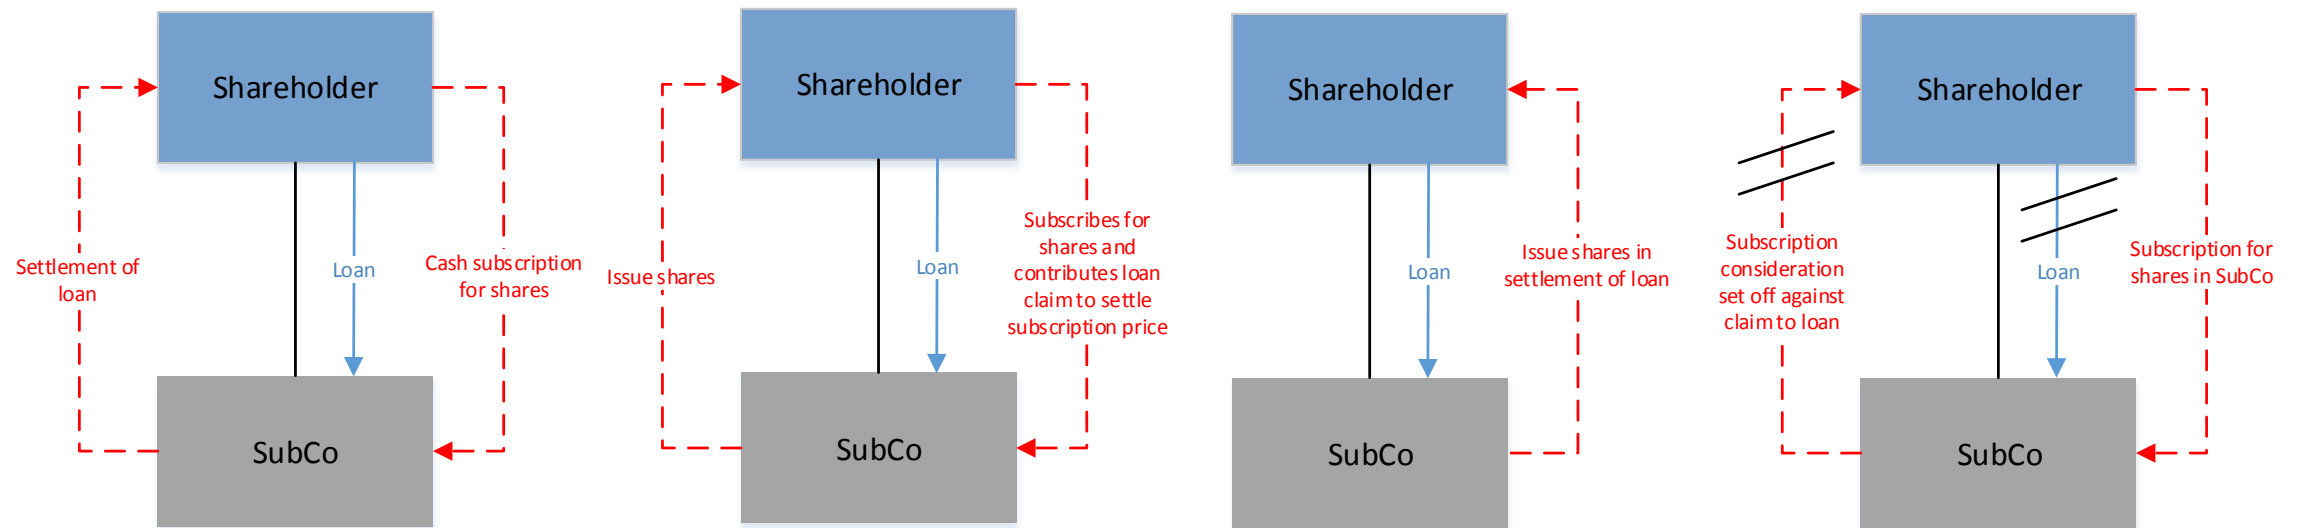 Shareholder
Settlement of
loan
Loan
Cash subscription
for shares
SubCo
Shareholder
Issue shares
Loan
Subscribes for
shares and
contributes loan
claim to settle
subscription price
SubCo
Shareholder
Loan
Issue shares in
settlement of loan
SubCo
Shareholder
Subscription
consideration
set off against
claim to loan
Loan
Subscription for
shares in SubCo
SubCo